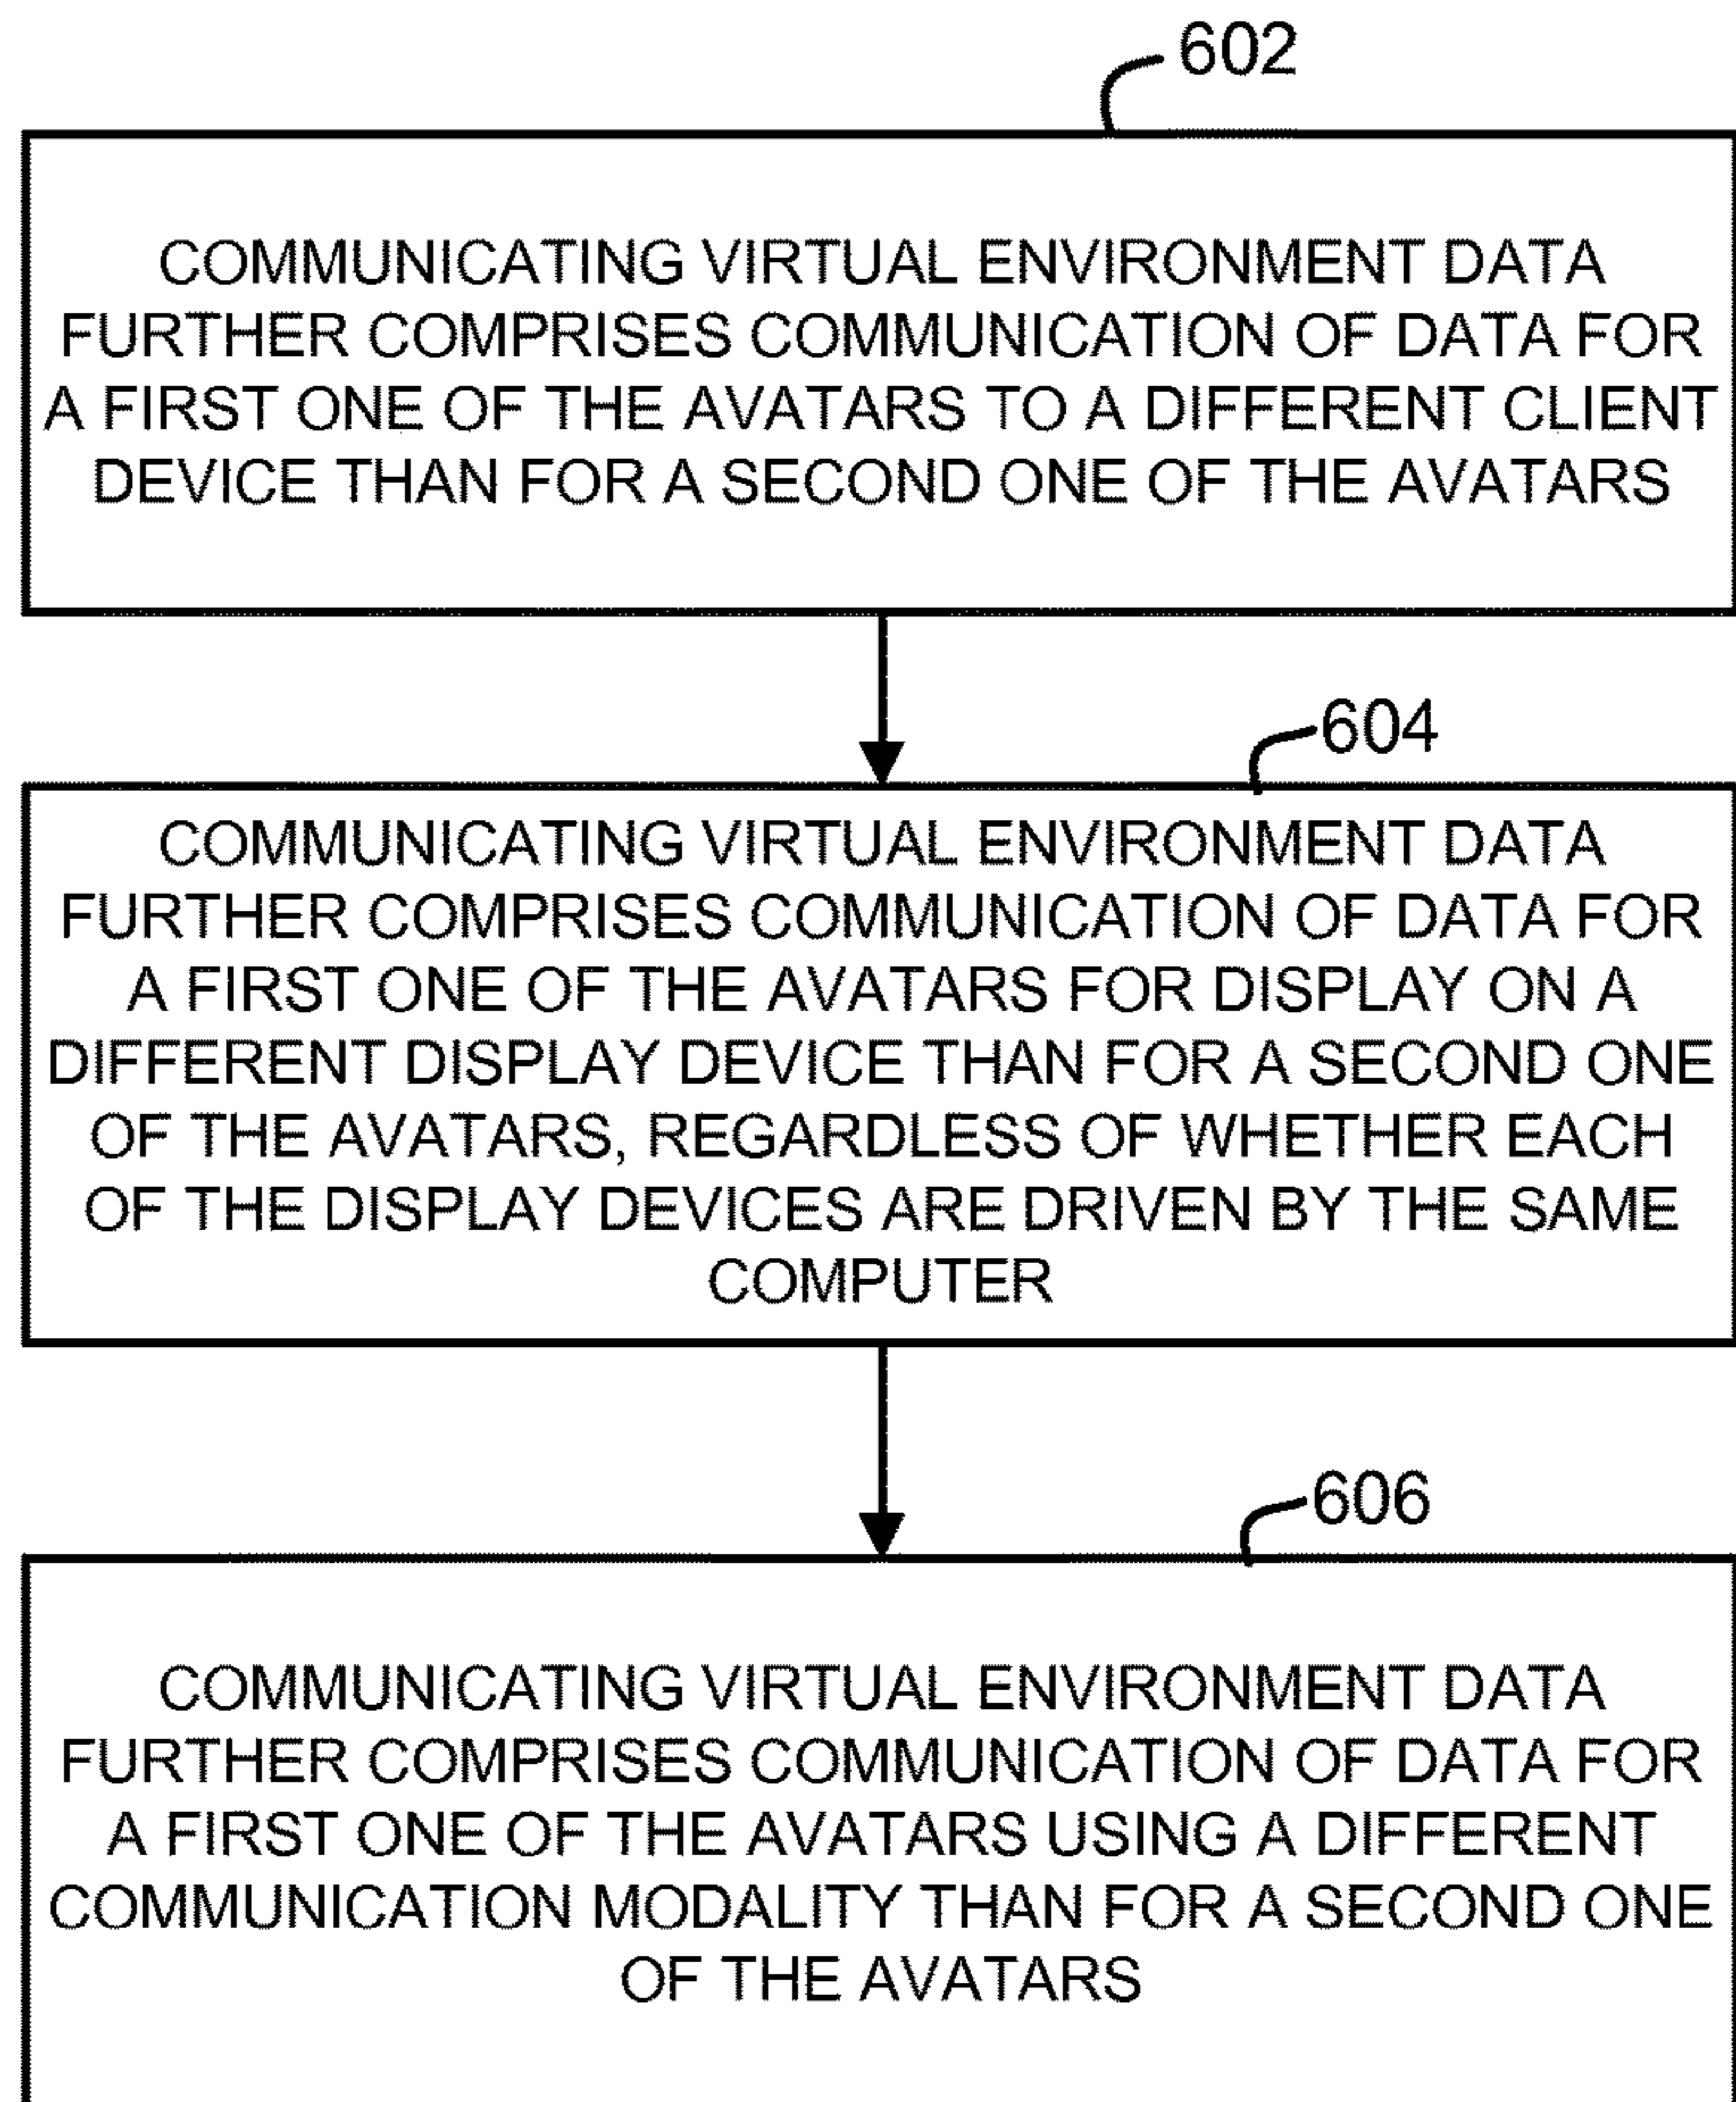 602
COMMUNICATING VIRTUAL ENVIRONMENT DATA
FURTHER COMPRISES COMMUNICATION OF DATA FOR
A FIRST ONE OF THE AVATARS TO A DIFFERENT CLIENT
DEVICE THAN FOR A SECOND ONE OF THE AVATARS
604
COMMUNICATING VIRTUAL ENVIRONMENT DATA
FURTHER COMPRISES COMMUNICATION OF DATA FOR
A FIRST ONE OF THE AVATARS FOR DISPLAY ON A
DIFFERENT DISPLAY DEVICE THAN FOR A SECOND ONE
OF THE AVATARS, REGARDLESS OF WHETHER EACH
OF THE DISPLAY DEVICES ARE DRIVEN BY THE SAME
COMPUTER
606
COMMUNICATING VIRTUAL ENVIRONMENT DATA
FURTHER COMPRISES COMMUNICATION OF DATA FOR
A FIRST ONE OF THE AVATARS USING A DIFFERENT
COMMUNICATION MODALITY THAN FOR A SECOND ONE
OF THE AVATARS